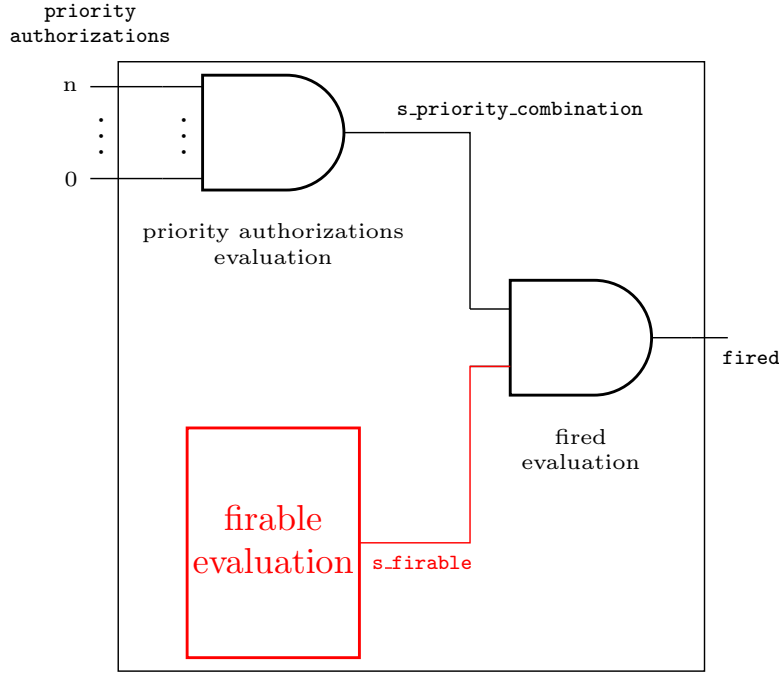 priority
authorizations
n
0
s_priority_combination
priority authorizations
evaluation
fired
fired
evaluation
firable
evaluation
s_firable